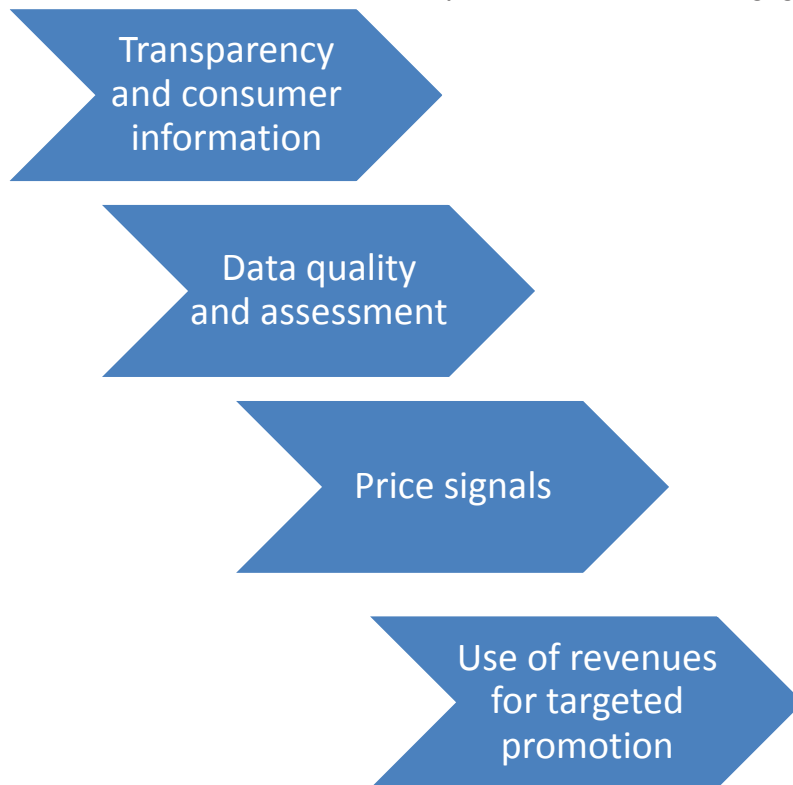 Transparency
and consumer
information
Data quality
and assessment
Price signals
Use of revenues
for targeted
promotion